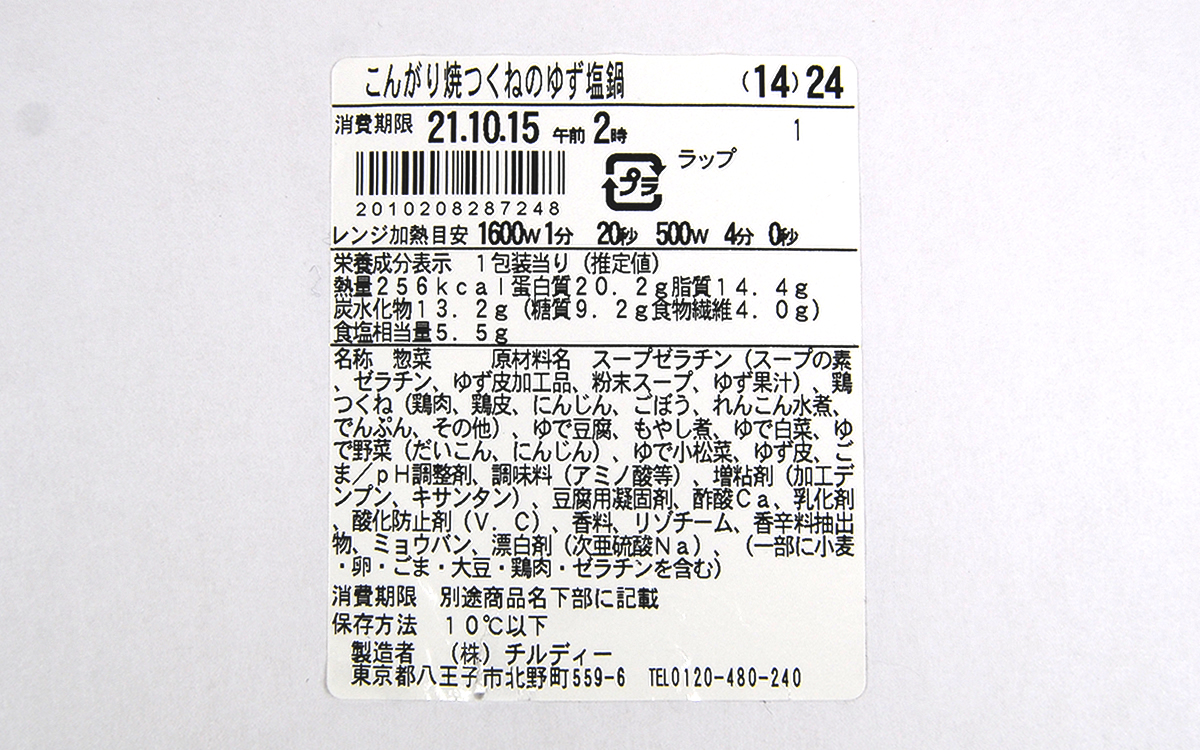 こんがり焼つくねのゆず塩鍋 (14)24
消費期限 21.10.15 午前 2時 1
プラ ラップ
2010208287248
レンジ加熱目安 1600W 1分 20秒 500W 4分 0秒
栄養成分表示 1包装当り(推定値)
熱量256kcal蛋白質20.2g脂質14.4g
炭水化物13.2g(糖質9.2g食物繊維4.0g)
食塩相当量5.5g
名称 惣菜 原材料名 スープゼラチン(スープの素
、ゼラチン、ゆず皮加工品、粉末スープ、ゆず果汁)、鶏
つくね(鶏肉、鶏皮、にんじん、ごぼう、れんこん水煮、
でんぷん、その他)、ゆで豆腐、もやし煮、ゆで白菜、ゆ
で野菜(だいこん、にんじん)、ゆで小松菜、ゆず皮、ご
ま/pH調整剤、調味料(アミノ酸等)、増粘剤(加工デ
ンプン、キサンタン)、豆腐用凝固剤、酢酸Ca、乳化剤
、酸化防止剤(V.C)、香料、リゾチーム、香辛料抽出
物、ミョウバン、漂白剤(次亜硫酸Na)、(一部に小麦
・卵・ごま・大豆・鶏肉・ゼラチンを含む)
消費期限 別途商品名下部に記載
保存方法 10℃以下
製造者 (株)チルディー
東京都八王子市北野町559-6 TEL0120-480-240